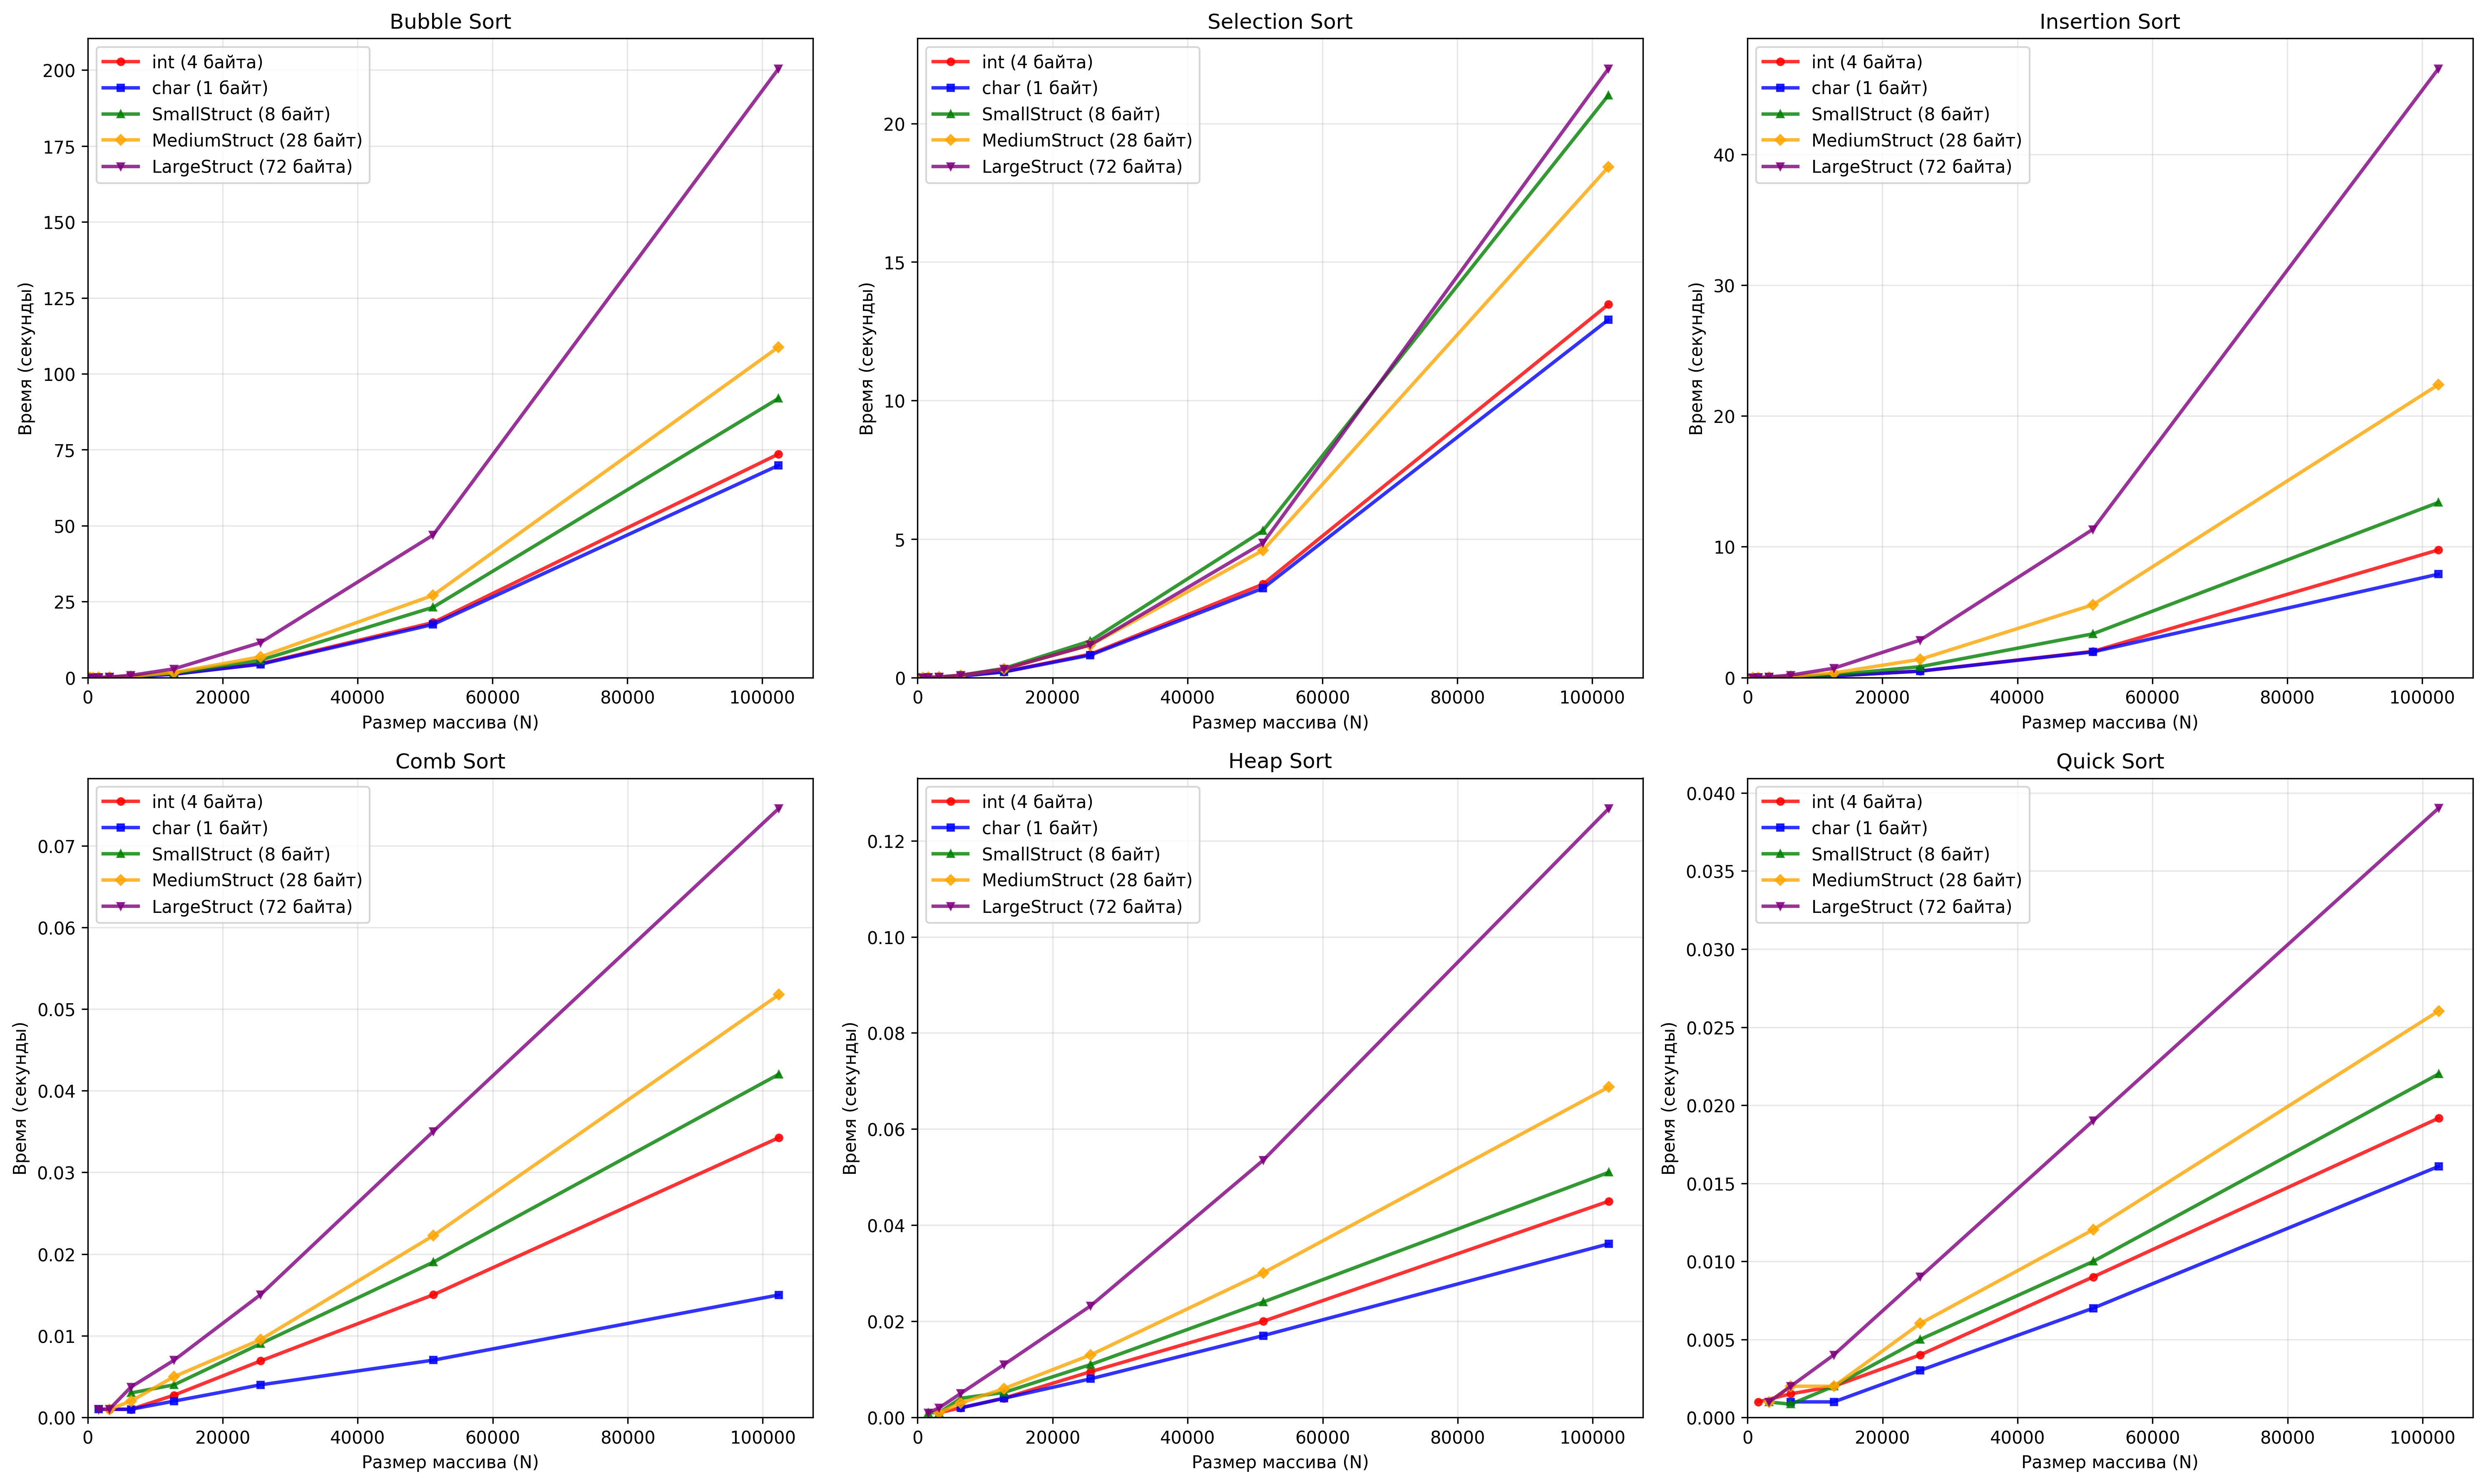 Bubble Sort
200
175
150
125
100
75
50
25
0
Время (секунды)
int (4 байта)
char (1 байт)
SmallStruct (8 байт)
MediumStruct (28 байт)
LargeStruct (72 байта)
0 20000 40000 60000 80000 100000
Размер массива (N)
Selection Sort
20
15
10
5
0
Время (секунды)
int (4 байта)
char (1 байт)
SmallStruct (8 байт)
MediumStruct (28 байт)
LargeStruct (72 байта)
0 20000 40000 60000 80000 100000
Размер массива (N)
Insertion Sort
40
30
20
10
0
Время (секунды)
int (4 байта)
char (1 байт)
SmallStruct (8 байт)
MediumStruct (28 байт)
LargeStruct (72 байта)
0 20000 40000 60000 80000 100000
Размер массива (N)
Comb Sort
0.07
0.06
0.05
0.04
0.03
0.02
0.01
0.00
Время (секунды)
int (4 байта)
char (1 байт)
SmallStruct (8 байт)
MediumStruct (28 байт)
LargeStruct (72 байта)
0 20000 40000 60000 80000 100000
Размер массива (N)
Heap Sort
0.12
0.10
0.08
0.06
0.04
0.02
0.00
Время (секунды)
int (4 байта)
char (1 байт)
SmallStruct (8 байт)
MediumStruct (28 байт)
LargeStruct (72 байта)
0 20000 40000 60000 80000 100000
Размер массива (N)
Quick Sort
0.040
0.035
0.030
0.025
0.020
0.015
0.010
0.005
0.000
Время (секунды)
int (4 байта)
char (1 байт)
SmallStruct (8 байт)
MediumStruct (28 байт)
LargeStruct (72 байта)
0 20000 40000 60000 80000 100000
Размер массива (N)